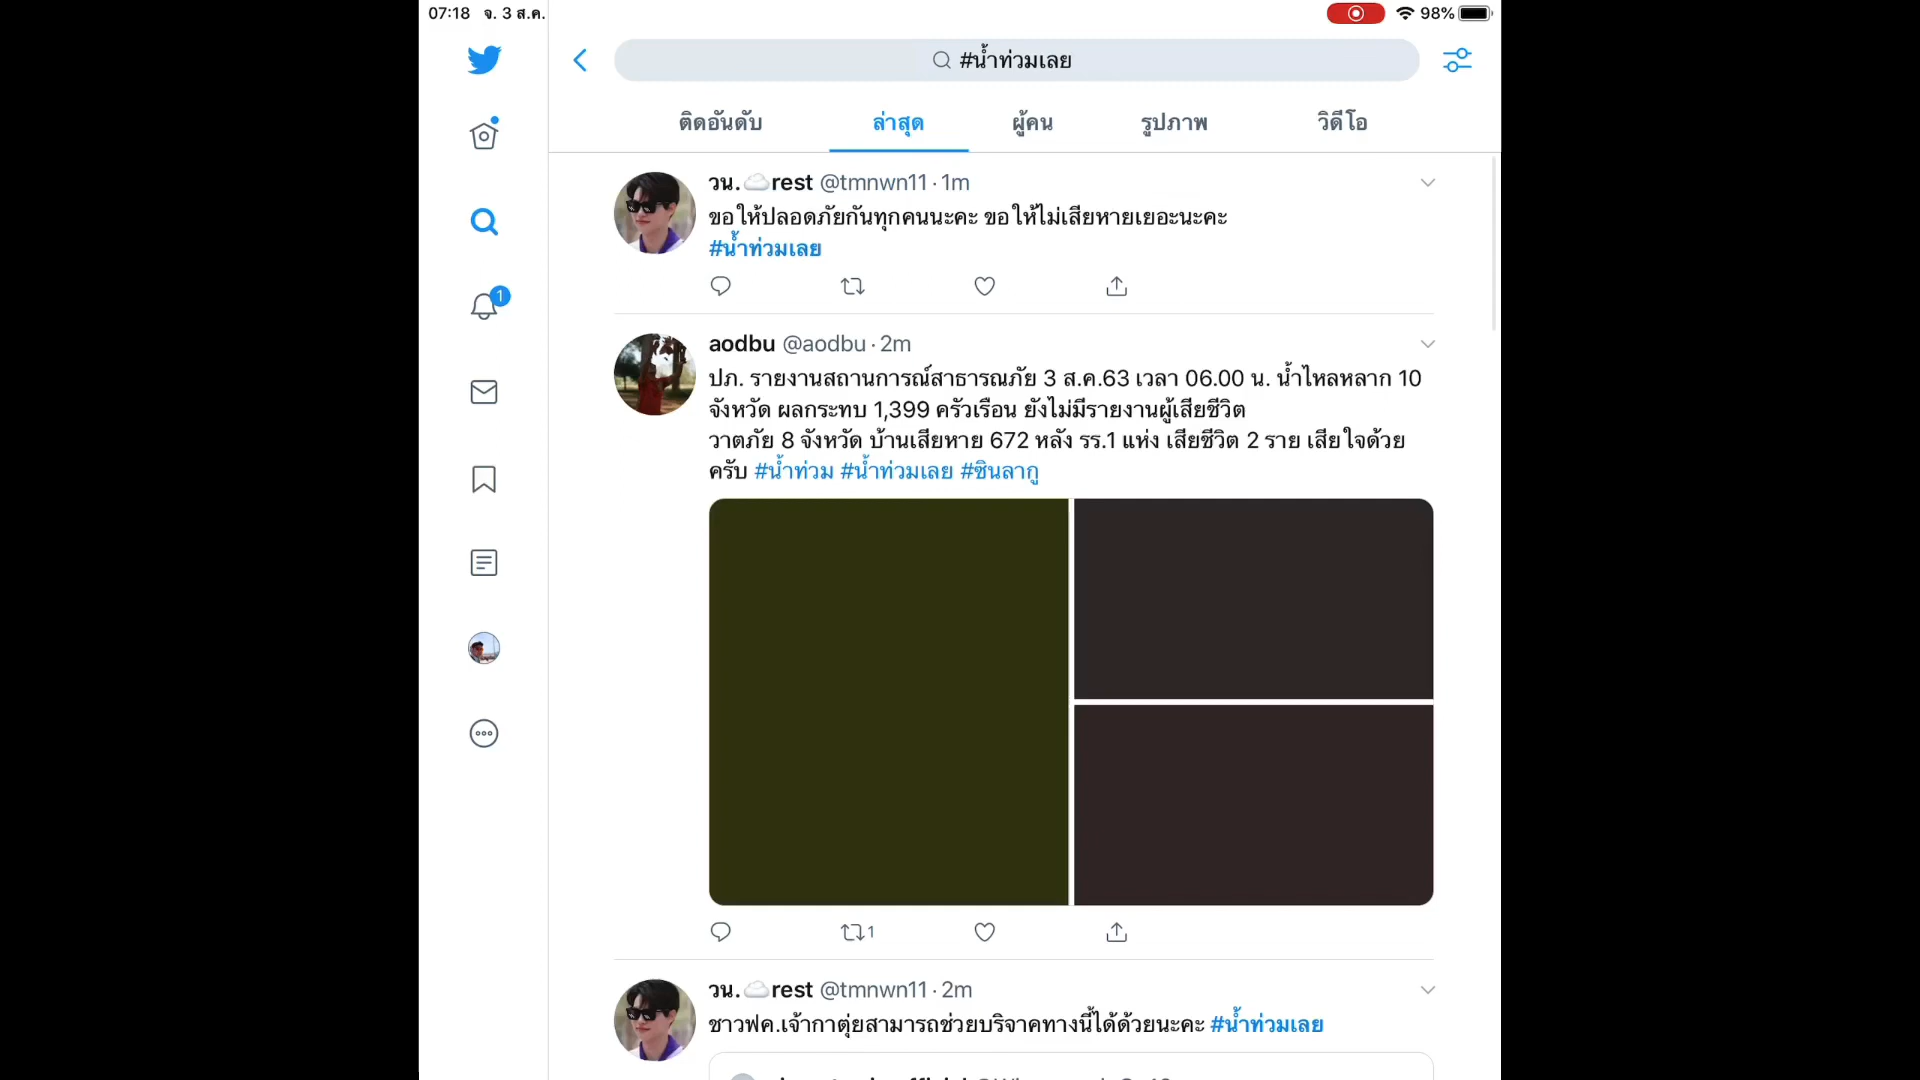 07:18 จ. 3 ส.ค.
98%
#น้ำท่วมเลย
ติดอันดับ ล่าสุด ผู้คน รูปภาพ วิดีโอ
วน.☁️rest @tmnwn11 · 1m
ขอให้ปลอดภัยกันทุกคนนะคะ ขอให้ไม่เสียหายเยอะนะคะ
#น้ำท่วมเลย
1
aodbu @aodbu · 2m
ปภ. รายงานสถานการณ์สาธารณภัย 3 ส.ค.63 เวลา 06.00 น. น้ำไหลหลาก 10
จังหวัด ผลกระทบ 1,399 ครัวเรือน ยังไม่มีรายงานผู้เสียชีวิต
วาตภัย 8 จังหวัด บ้านเสียหาย 672 หลัง รร.1 แห่ง เสียชีวิต 2 ราย เสียใจด้วย
ครับ #น้ำท่วม #น้ำท่วมเลย #ซินลากู
1
วน.☁️rest @tmnwn11 · 2m
ชาวฟค.เจ้ากาตุ่ยสามารถช่วยบริจาคทางนี้ได้ด้วยนะคะ #น้ำท่วมเลย